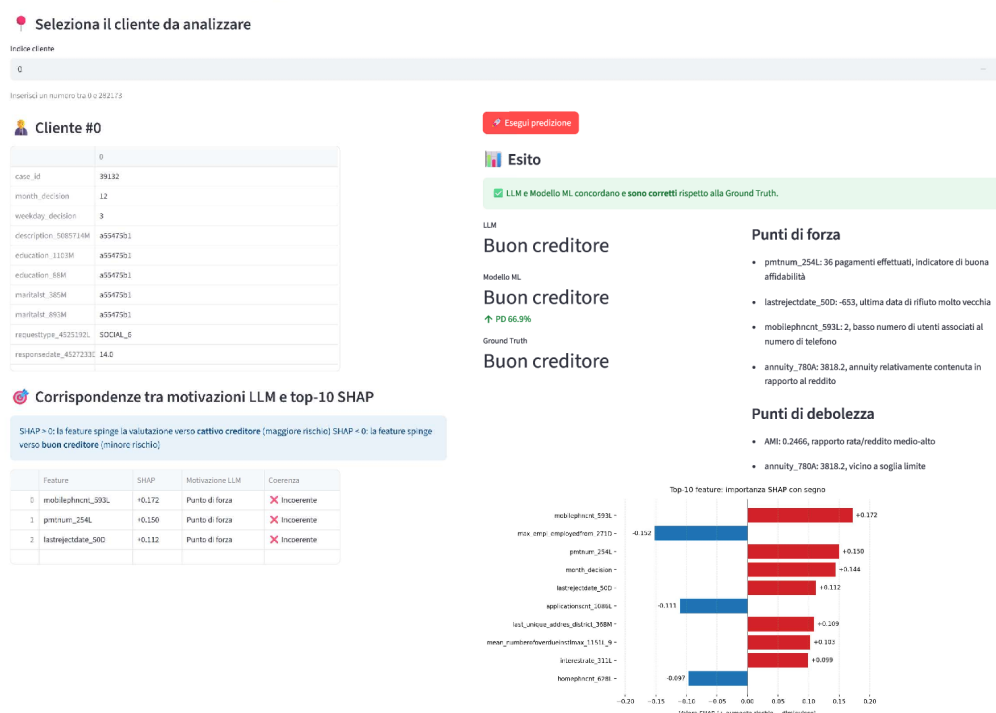 Seleziona il cliente da analizzare
Indice cliente
0
Inserisci un numero tra 0 e 282173
Cliente #0
0
case_id 39132
month_decision 12
weekday_decision 3
description_5085714M a55475b1
education_1103M a55475b1
education_88M a55475b1
maritalst_385M a55475b1
maritalst_893M a55475b1
requesttype_4525192L SOCIAL_6
responsedate_4527233D 14.0
Corrispondenze tra motivazioni LLM e top-10 SHAP
SHAP > 0: la feature spinge la valutazione verso cattivo creditore (maggiore rischio) SHAP < 0: la feature spinge
verso buon creditore (minore rischio)
Feature SHAP Motivazione LLM Coerenza
0 mobilephncnt_593L +0.172 Punto di forza ❌ Incoerente
1 pmtnum_254L +0.150 Punto di forza ❌ Incoerente
2 lastrejectdate_50D +0.112 Punto di forza ❌ Incoerente
Esegui predizione
Esito
LLM e Modello ML concordano e sono corretti rispetto alla Ground Truth.
LLM
Buon creditore
Modello ML
Buon creditore
↑ PD 66.9%
Ground Truth
Buon creditore
Punti di forza
• pmtnum_254L: 36 pagamenti effettuati, indicatore di buona
affidabilità
• lastrejectdate_50D: -653, ultima data di rifiuto molto vecchia
• mobilephncnt_593L: 2, basso numero di utenti associati al
numero di telefono
• annuity_780A: 3818.2, annuity relativamente contenuta in
rapporto al reddito
Punti di debolezza
• AMI: 0.2466, rapporto rata/reddito medio-alto
• annuity_780A: 3818.2, vicino a soglia limite
Top-10 feature: importanza SHAP con segno
mobilephncnt_593L +0.172
max_empl_employedfrom_271D -0.152
pmtnum_254L +0.150
month_decision +0.144
lastrejectdate_50D +0.112
applicationscnt_1086L -0.111
last_unique_addres_district_368M +0.109
mean_numberofoverdueinstlmax_1151L_9 +0.103
interestrate_311L +0.099
homephncnt_628L -0.097
−0.20 −0.15 −0.10 −0.05 0.00 0.05 0.10 0.15 0.20